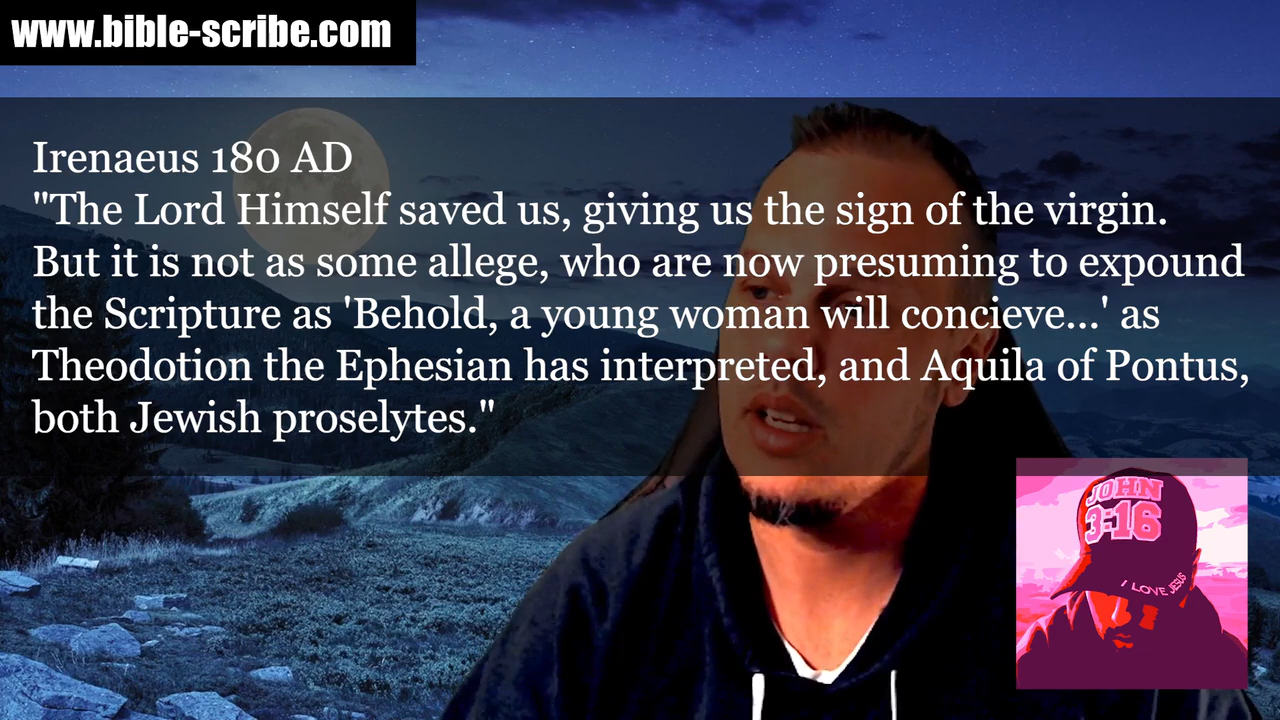 www.bible-scribe.com
Irenaeus 180 AD
"The Lord Himself saved us, giving us the sign of the virgin.
But it is not as some allege, who are now presuming to expound
the Scripture as 'Behold, a young woman will concieve...' as
Theodotion the Ephesian has interpreted, and Aquila of Pontus,
both Jewish proselytes."
JOHN
3:16
I LOVE JESUS